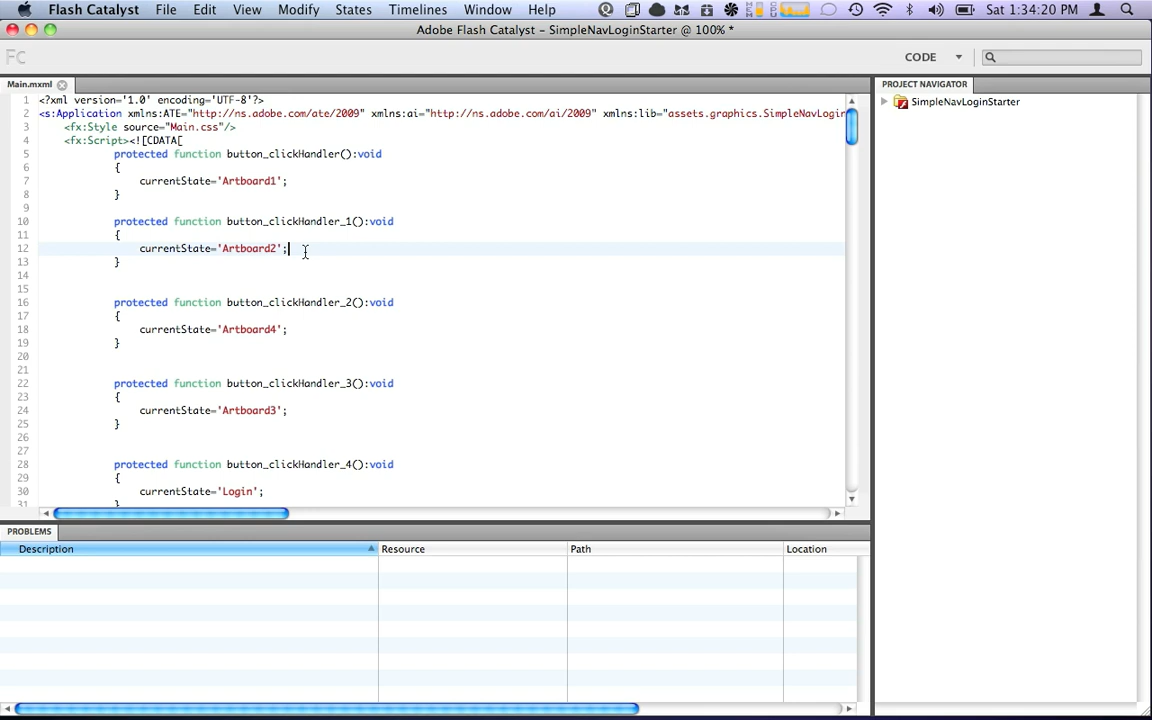 Flash Catalyst File Edit View Modify States Timelines Window Help Sat 1:34:20 PM
Adobe Flash Catalyst – SimpleNavLoginStarter @ 100% *
FC CODE
Main.mxml PROJECT NAVIGATOR
SimpleNavLoginStarter
1 <?xml version='1.0' encoding='UTF-8'?>
2 <s:Application xmlns:ATE="http://ns.adobe.com/ate/2009" xmlns:ai="http://ns.adobe.com/ai/2009" xmlns:lib="assets.graphics.SimpleNavLogin
3 <fx:Style source="Main.css"/>
4 <fx:Script><![CDATA[
5 protected function button_clickHandler():void
6 {
7 currentState='Artboard1';
8 }
9
10 protected function button_clickHandler_1():void
11 {
12 currentState='Artboard2';
13 }
14
15
16 protected function button_clickHandler_2():void
17 {
18 currentState='Artboard4';
19 }
20
21
22 protected function button_clickHandler_3():void
23 {
24 currentState='Artboard3';
25 }
26
27
28 protected function button_clickHandler_4():void
29 {
30 currentState='Login';
31 }
PROBLEMS
Description Resource Path Location